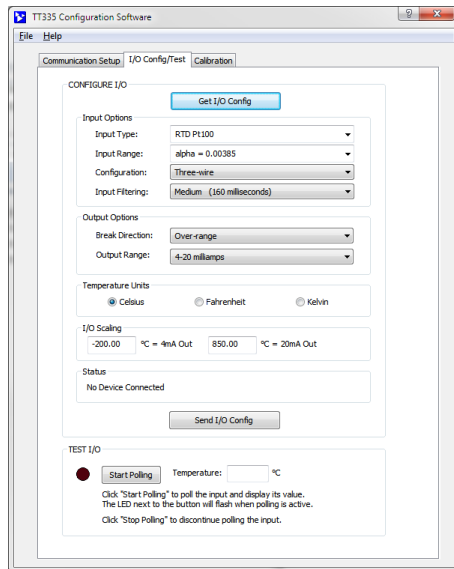 TT335 Configuration Software
File Help
Communication Setup I/O Config/Test Calibration
CONFIGURE I/O
Get I/O Config
Input Options
Input Type: RTD Pt100
Input Range: alpha = 0.00385
Configuration: Three-wire
Input Filtering: Medium (160 milliseconds)
Output Options
Break Direction: Over-range
Output Range: 4-20 milliamps
Temperature Units
Celsius Fahrenheit Kelvin
I/O Scaling
-200.00 °C = 4mA Out 850.00 °C = 20mA Out
Status
No Device Connected
Send I/O Config
TEST I/O
Start Polling Temperature: °C
Click "Start Polling" to poll the input and display its value.
The LED next to the button will flash when polling is active.
Click "Stop Polling" to discontinue polling the input.